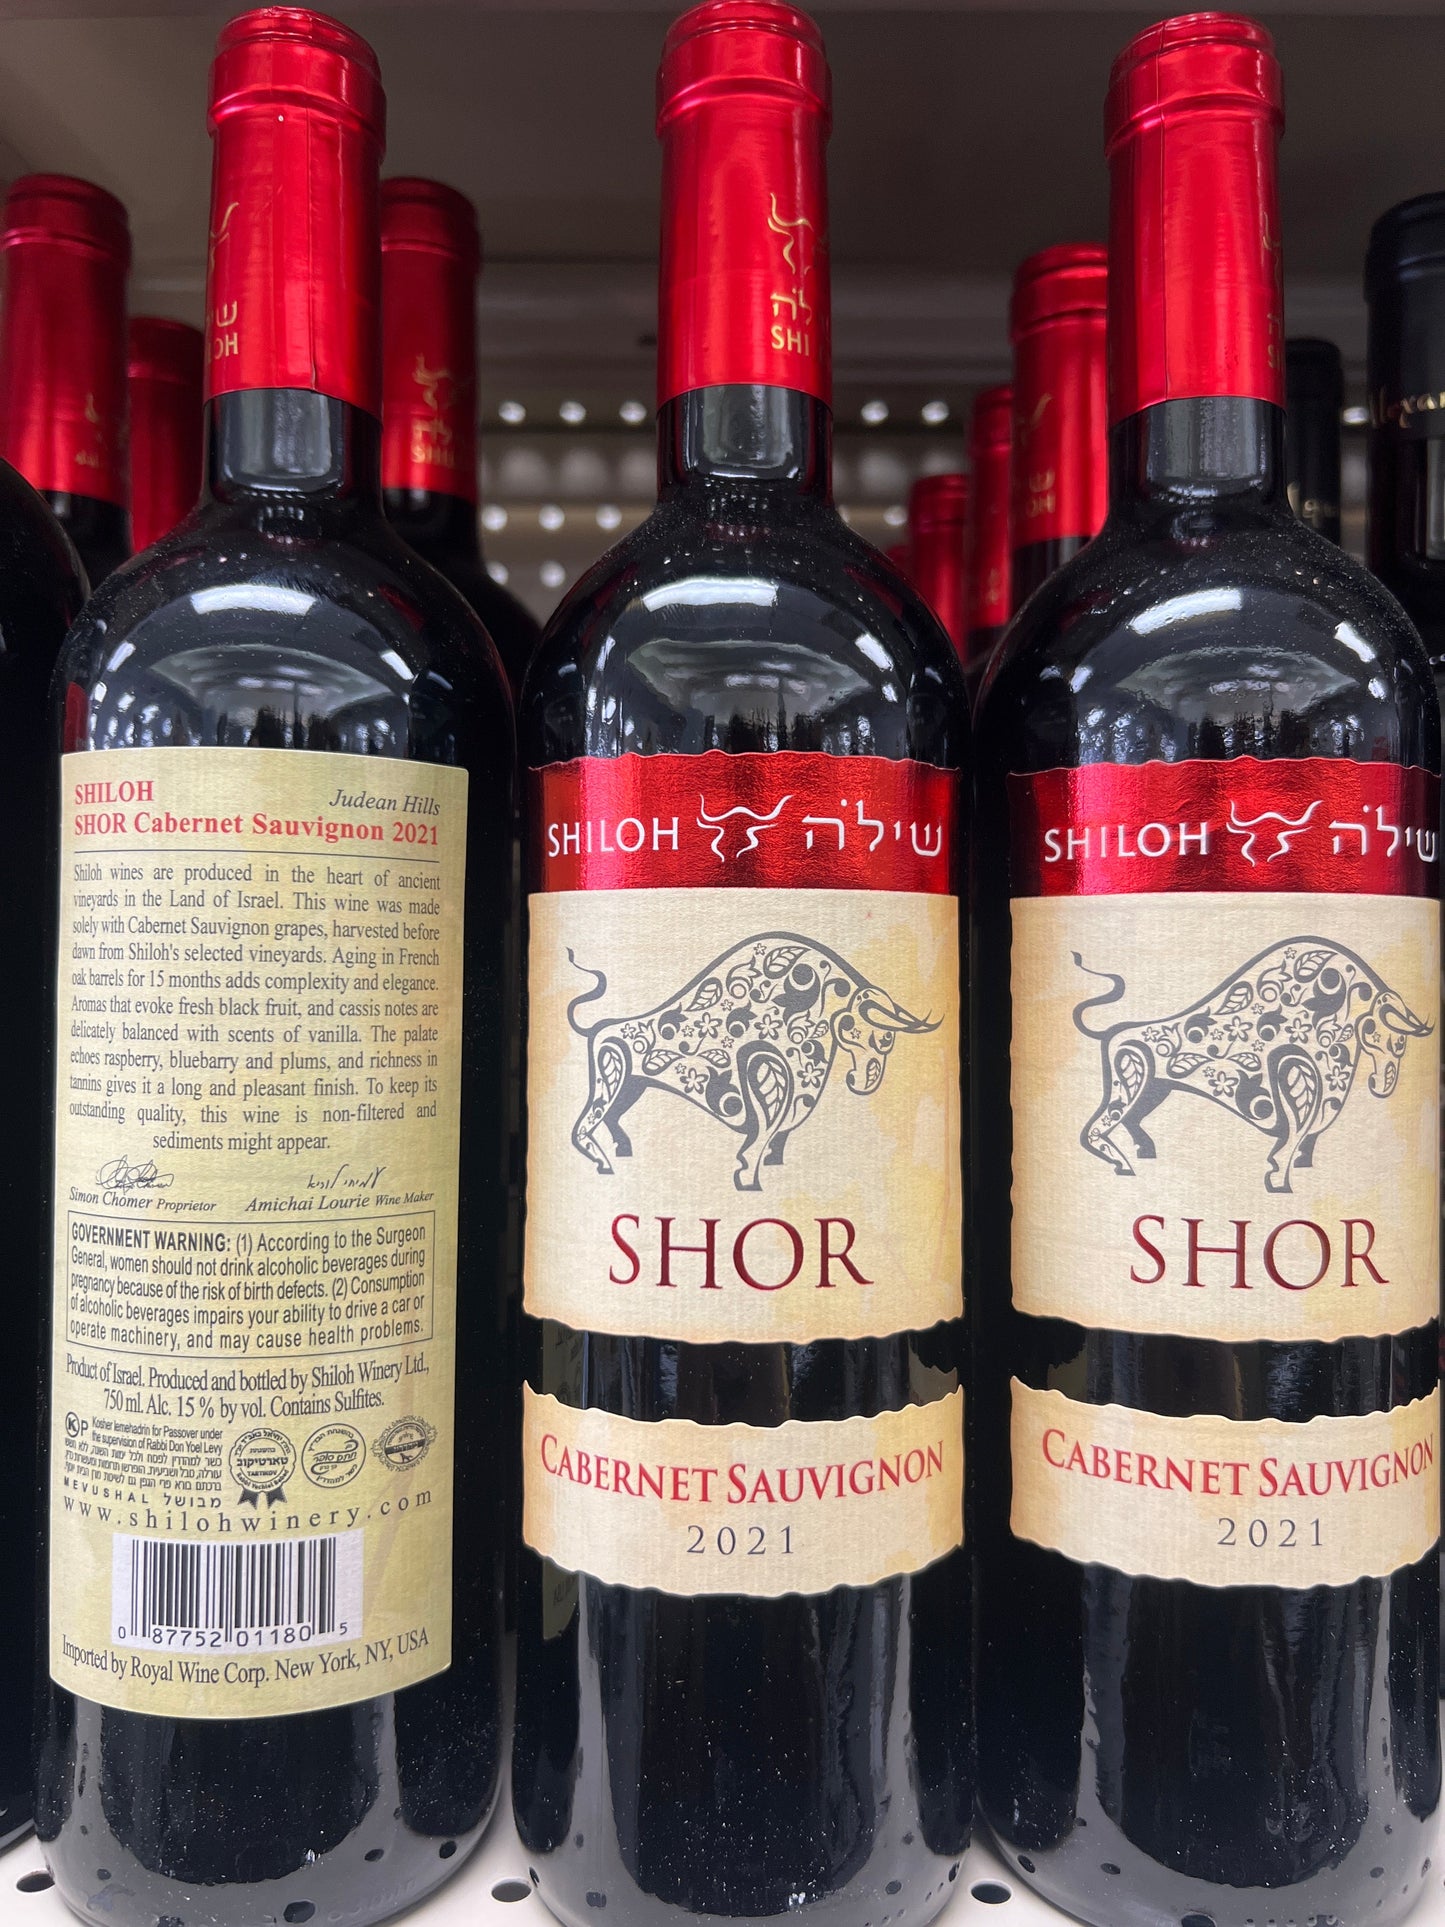 SHILOH
Judean Hills
SHOR Cabernet Sauvignon 2021
Shiloh wines are produced in the heart of ancient
vineyards in the Land of Israel. This wine was made
solely with Cabernet Sauvignon grapes, harvested before
dawn from Shiloh's selected vineyards. Aging in French
oak barrels for 15 months adds complexity and elegance.
Aromas that evoke fresh black fruit, and cassis notes are
delicately balanced with scents of vanilla. The palate
echoes raspberry, bluebarry and plums, and richness in
tannins gives it a long and pleasant finish. To keep its
outstanding quality, this wine is non-filtered and
sediments might appear.
Simon Chomer Proprietor Amichai Lourie Wine Maker
GOVERNMENT WARNING: (1) According to the Surgeon
General, women should not drink alcoholic beverages during
pregnancy because of the risk of birth defects. (2) Consumption
of alcoholic beverages impairs your ability to drive a car or
operate machinery, and may cause health problems.
Product of Israel. Produced and bottled by Shiloh Winery Ltd.,
750 ml. Alc. 15 % by vol. Contains Sulfites.
K P Kosher lemehadrin for Passover under
the supervision of Rabbi Don Yoel Levy
כשר למהדרין לפסח ולכל ימות השנה, ללא חשש
MEVUSHAL מבושל
www.shilohwinery.com
0 87752 01180 5
Imported by Royal Wine Corp. New York, NY, USA
SHILOH שילֹה
SHOR
CABERNET SAUVIGNON
2021
SHILOH שילֹה
SHOR
CABERNET SAUVIGNON
2021